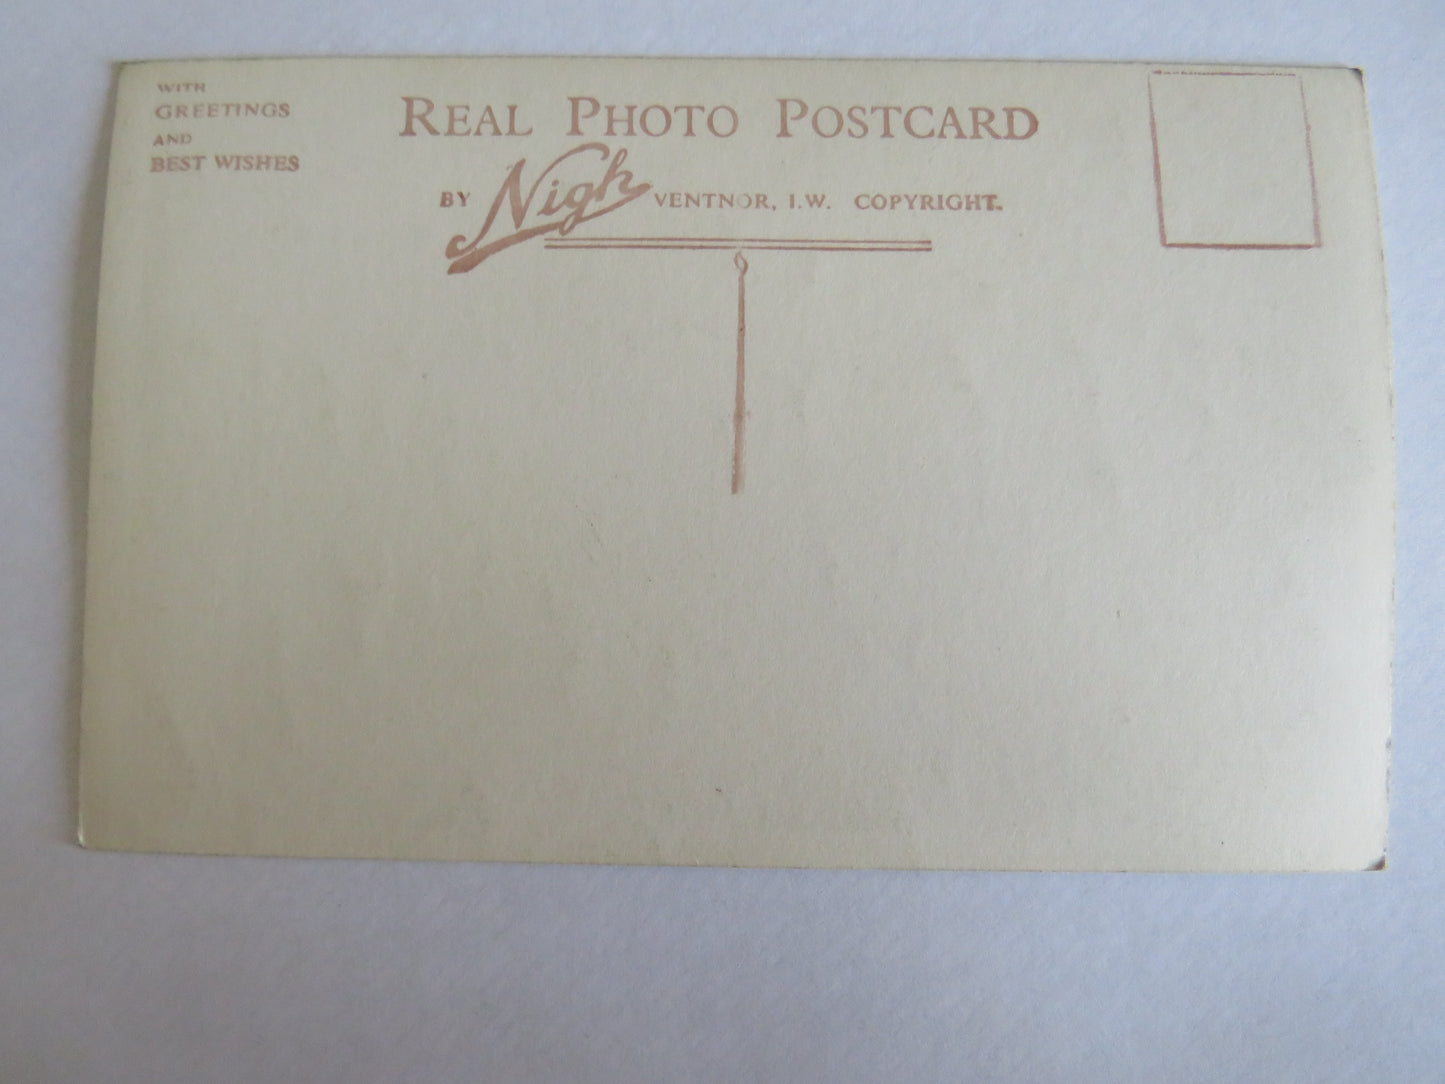 WITH
GREETINGS
AND
BEST WISHES
REAL PHOTO POSTCARD
BY Nigh VENTNOR, I.W. COPYRIGHT.